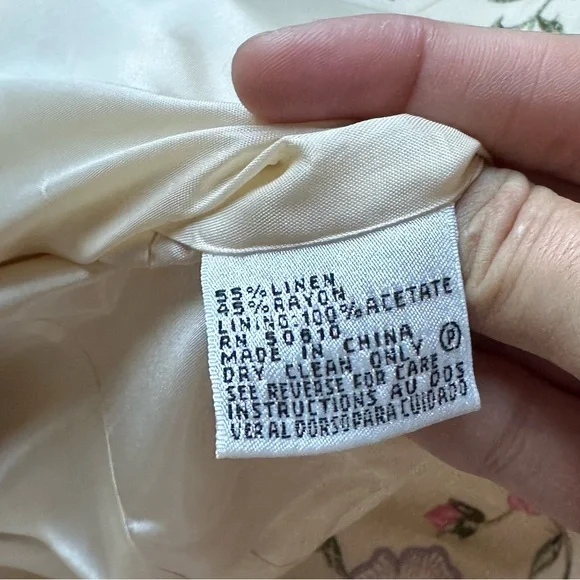 55% LINEN
45% RAYON
LINING: 100% ACETATE
RN 50810
MADE IN CHINA
DRY CLEAN ONLY Ⓟ
SEE REVERSE FOR CARE
INSTRUCTIONS AU DOS
VER AL DORSO PARA CUIDADO